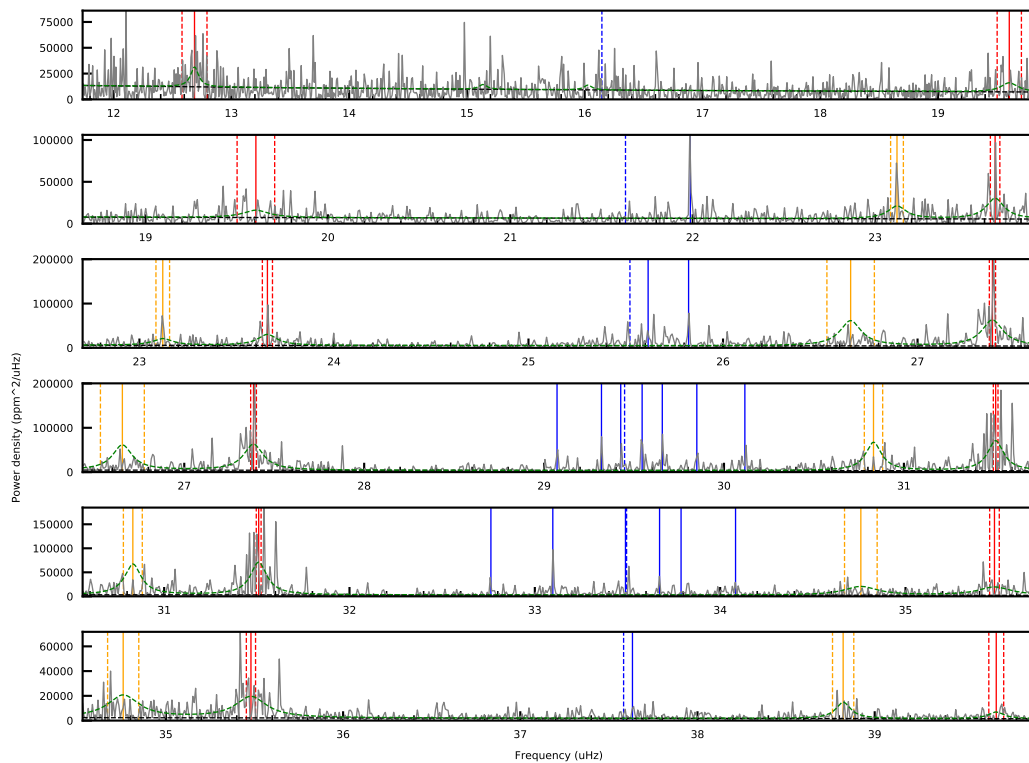 75000
50000
25000
0
12 13 14 15 16 17 18 19
100000
50000
0
19 20 21 22 23
200000
100000
0
23 24 25 26 27
200000
100000
0
27 28 29 30 31
150000
100000
50000
0
31 32 33 34 35
60000
40000
20000
0
35 36 37 38 39
Power density (ppm^2/uHz)
Frequency (uHz)